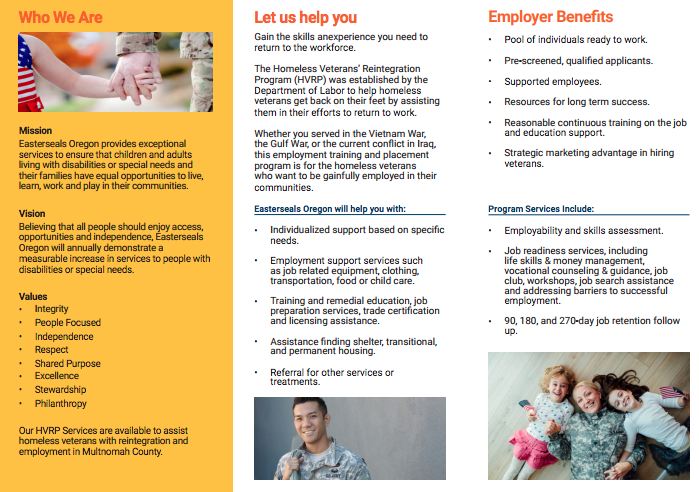 Who We Are
Mission
Easterseals Oregon provides exceptional
services to ensure that children and adults
living with disabilities or special needs and
their families have equal opportunities to live,
learn, work and play in their communities.
Vision
Believing that all people should enjoy access,
opportunities and independence, Easterseals
Oregon will annually demonstrate a
measurable increase in services to people with
disabilities or special needs.
Values
• Integrity
• People Focused
• Independence
• Respect
• Shared Purpose
• Excellence
• Stewardship
• Philanthropy
Our HVRP Services are available to assist
homeless veterans with reintegration and
employment in Multnomah County.
Let us help you
Gain the skills anexperience you need to
return to the workforce.
The Homeless Veterans' Reintegration
Program (HVRP) was established by the
Department of Labor to help homeless
veterans get back on their feet by assisting
them in their efforts to return to work.
Whether you served in the Vietnam War,
the Gulf War, or the current conflict in Iraq,
this employment training and placement
program is for the homeless veterans
who want to be gainfully employed in their
communities.
Easterseals Oregon will help you with:
• Individualized support based on specific
needs.
• Employment support services such
as job related equipment, clothing,
transportation, food or child care.
• Training and remedial education, job
preparation services, trade certification
and licensing assistance.
• Assistance finding shelter, transitional,
and permanent housing.
• Referral for other services or
treatments.
Employer Benefits
• Pool of individuals ready to work.
• Pre-screened, qualified applicants.
• Supported employees.
• Resources for long term success.
• Reasonable continuous training on the job
and education support.
• Strategic marketing advantage in hiring
veterans.
Program Services Include:
• Employability and skills assessment.
• Job readiness services, including
life skills & money management,
vocational counseling & guidance, job
club, workshops, job search assistance
and addressing barriers to successful
employment.
• 90, 180, and 270-day job retention follow
up.